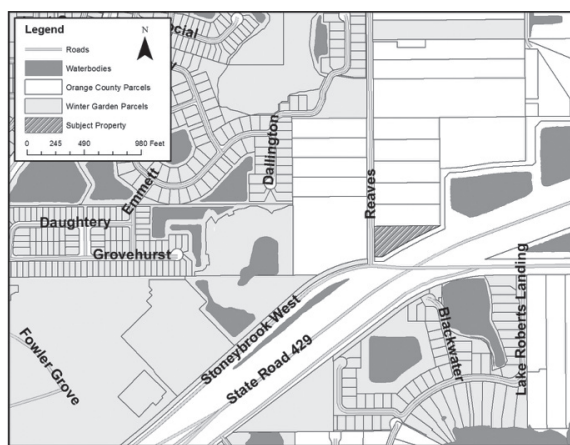 Legend
N
Roads
Waterbodies
Orange County Parcels
Winter Garden Parcels
Subject Property
0 245 490 980 Feet
Dallington
Emmett
Reaves
Daughtery
Grovehurst
Stoneybrook West
State Road 429
Fowler Grove
Blackwater
Lake Roberts Landing